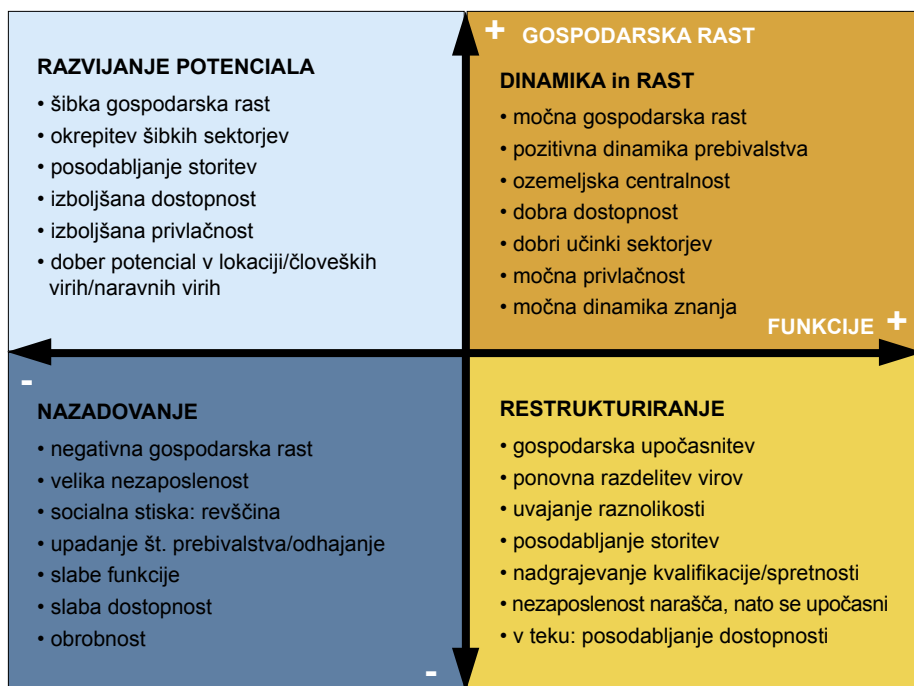 RAZVIJANJE POTENCIALA
• šibka gospodarska rast
• okrepitev šibkih sektorjev
• posodabljanje storitev
• izboljšana dostopnost
• izboljšana privlačnost
• dober potencial v lokaciji/človeških
virih/naravnih virih
+ GOSPODARSKA RAST
DINAMIKA in RAST
• močna gospodarska rast
• pozitivna dinamika prebivalstva
• ozemeljska centralnost
• dobra dostopnost
• dobri učinki sektorjev
• močna privlačnost
• močna dinamika znanja
FUNKCIJE +
-
NAZADOVANJE
• negativna gospodarska rast
• velika nezaposlenost
• socialna stiska: revščina
• upadanje št. prebivalstva/odhajanje
• slabe funkcije
• slaba dostopnost
• obrobnost
-
RESTRUKTURIRANJE
• gospodarska upočasnitev
• ponovna razdelitev virov
• uvajanje raznolikosti
• posodabljanje storitev
• nadgrajevanje kvalifikacije/spretnosti
• nezaposlenost narašča, nato se upočasni
• v teku: posodabljanje dostopnosti